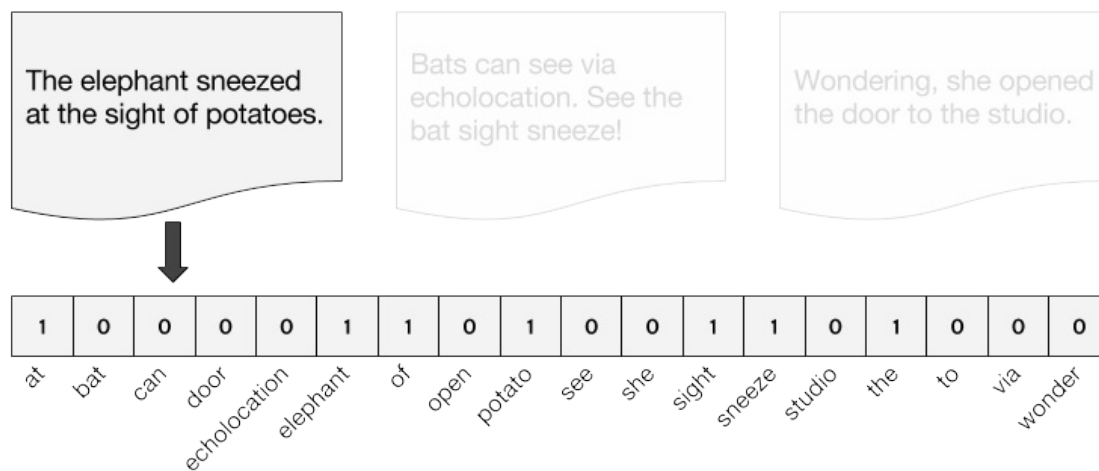 The elephant sneezed
at the sight of potatoes.
Bats can see via
echolocation. See the
bat sight sneeze!
Wondering, she opened
the door to the studio.
1 0 0 0 0 1 1 0 1 0 0 1 1 0 1 0 0 0
at bat can door echolocation elephant of open potato see she sight sneeze studio the to via wonder